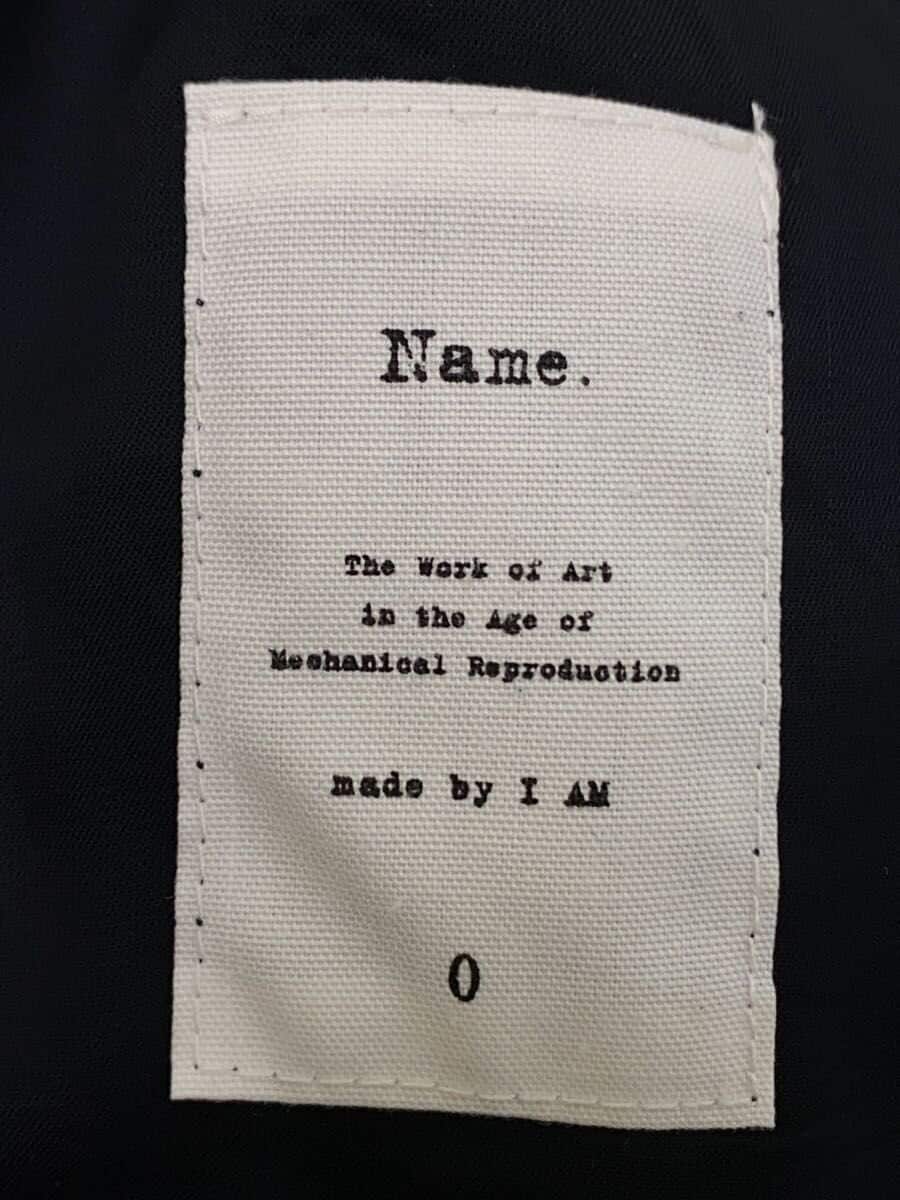 Name.
The Work of Art
in the Age of
Mechanical Reproduction
made by I AM
0